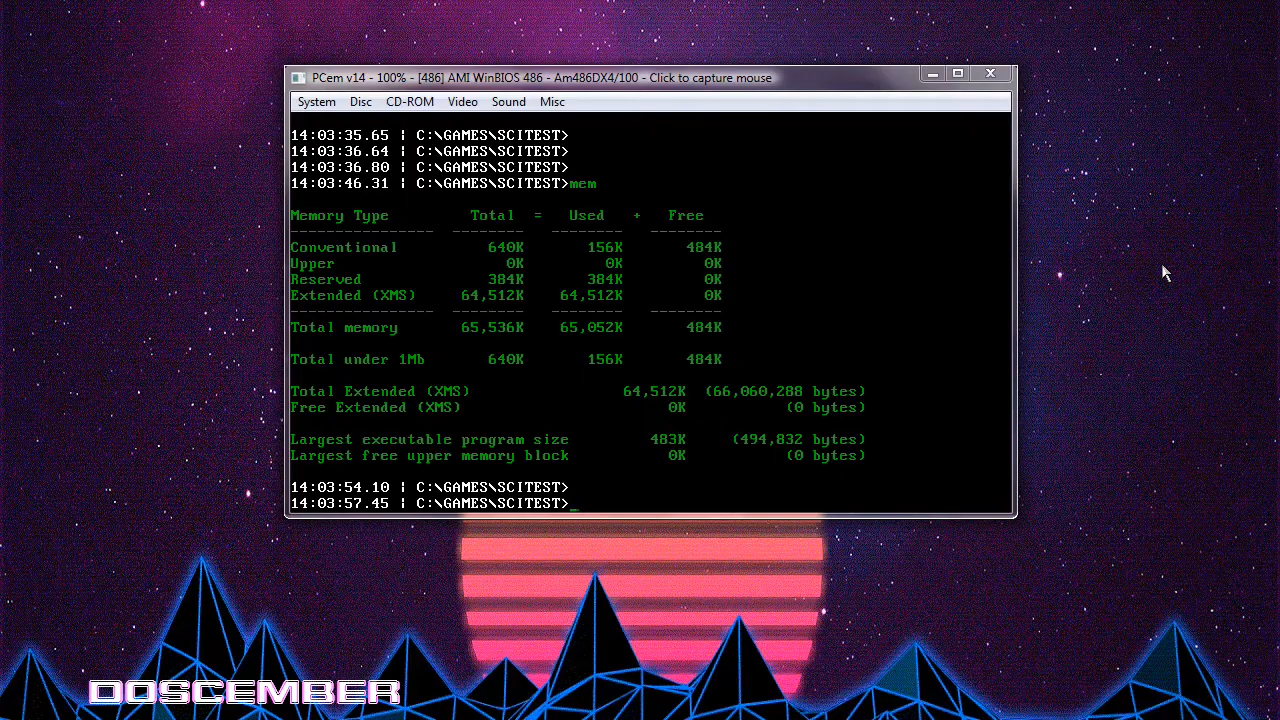 PCem v14 - 100% - [486] AMI WinBIOS 486 - Am486DX4/100 - Click to capture mouse
System Disc CD-ROM Video Sound Misc
14:03:35.65 | C:\GAMES\SCITEST>
14:03:36.64 | C:\GAMES\SCITEST>
14:03:36.80 | C:\GAMES\SCITEST>
14:03:46.31 | C:\GAMES\SCITEST>mem
Memory Type Total = Used + Free
---------------- -------- -------- --------
Conventional 640K 156K 484K
Upper 0K 0K 0K
Reserved 384K 384K 0K
Extended (XMS) 64,512K 64,512K 0K
---------------- -------- -------- --------
Total memory 65,536K 65,052K 484K
Total under 1Mb 640K 156K 484K
Total Extended (XMS) 64,512K (66,060,288 bytes)
Free Extended (XMS) 0K (0 bytes)
Largest executable program size 483K (494,832 bytes)
Largest free upper memory block 0K (0 bytes)
14:03:54.10 | C:\GAMES\SCITEST>
14:03:57.45 | C:\GAMES\SCITEST>_
DOSCEMBER